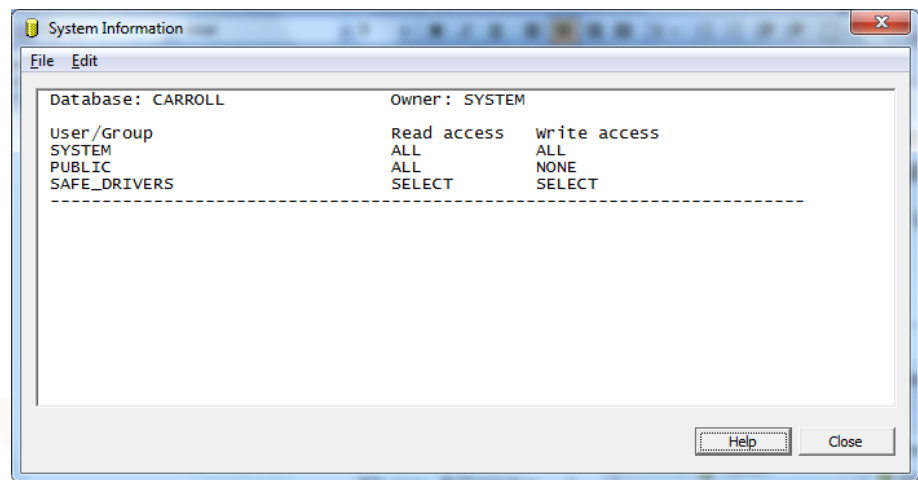 System Information
File Edit
Database: CARROLL Owner: SYSTEM
User/Group Read access Write access
SYSTEM ALL ALL
PUBLIC ALL NONE
SAFE_DRIVERS SELECT SELECT
--------------------------------------------------------------------------
Help Close